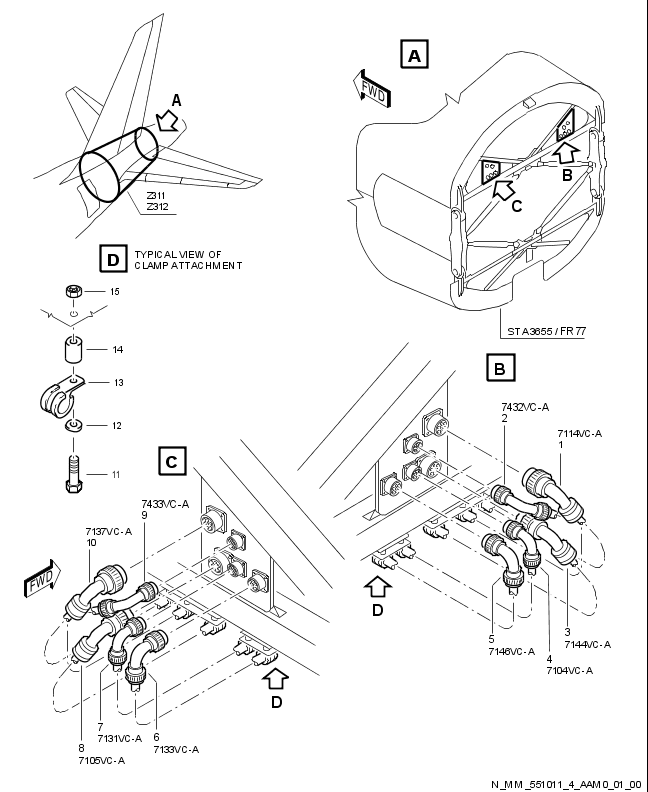 A
FWD
A
Z311
Z312
B
C
D
TYPICAL VIEW OF
CLAMP ATTACHMENT
15
14
13
12
11
STA3655 / FR77
B
7432VC-A
2
7114VC-A
1
C
7433VC-A
9
7137VC-A
10
FWD
D
5
7146VC-A
3
7144VC-A
4
7104VC-A
D
7
7131VC-A
6
7133VC-A
8
7105VC-A
N_MM_551011_4_AAM0_01_00